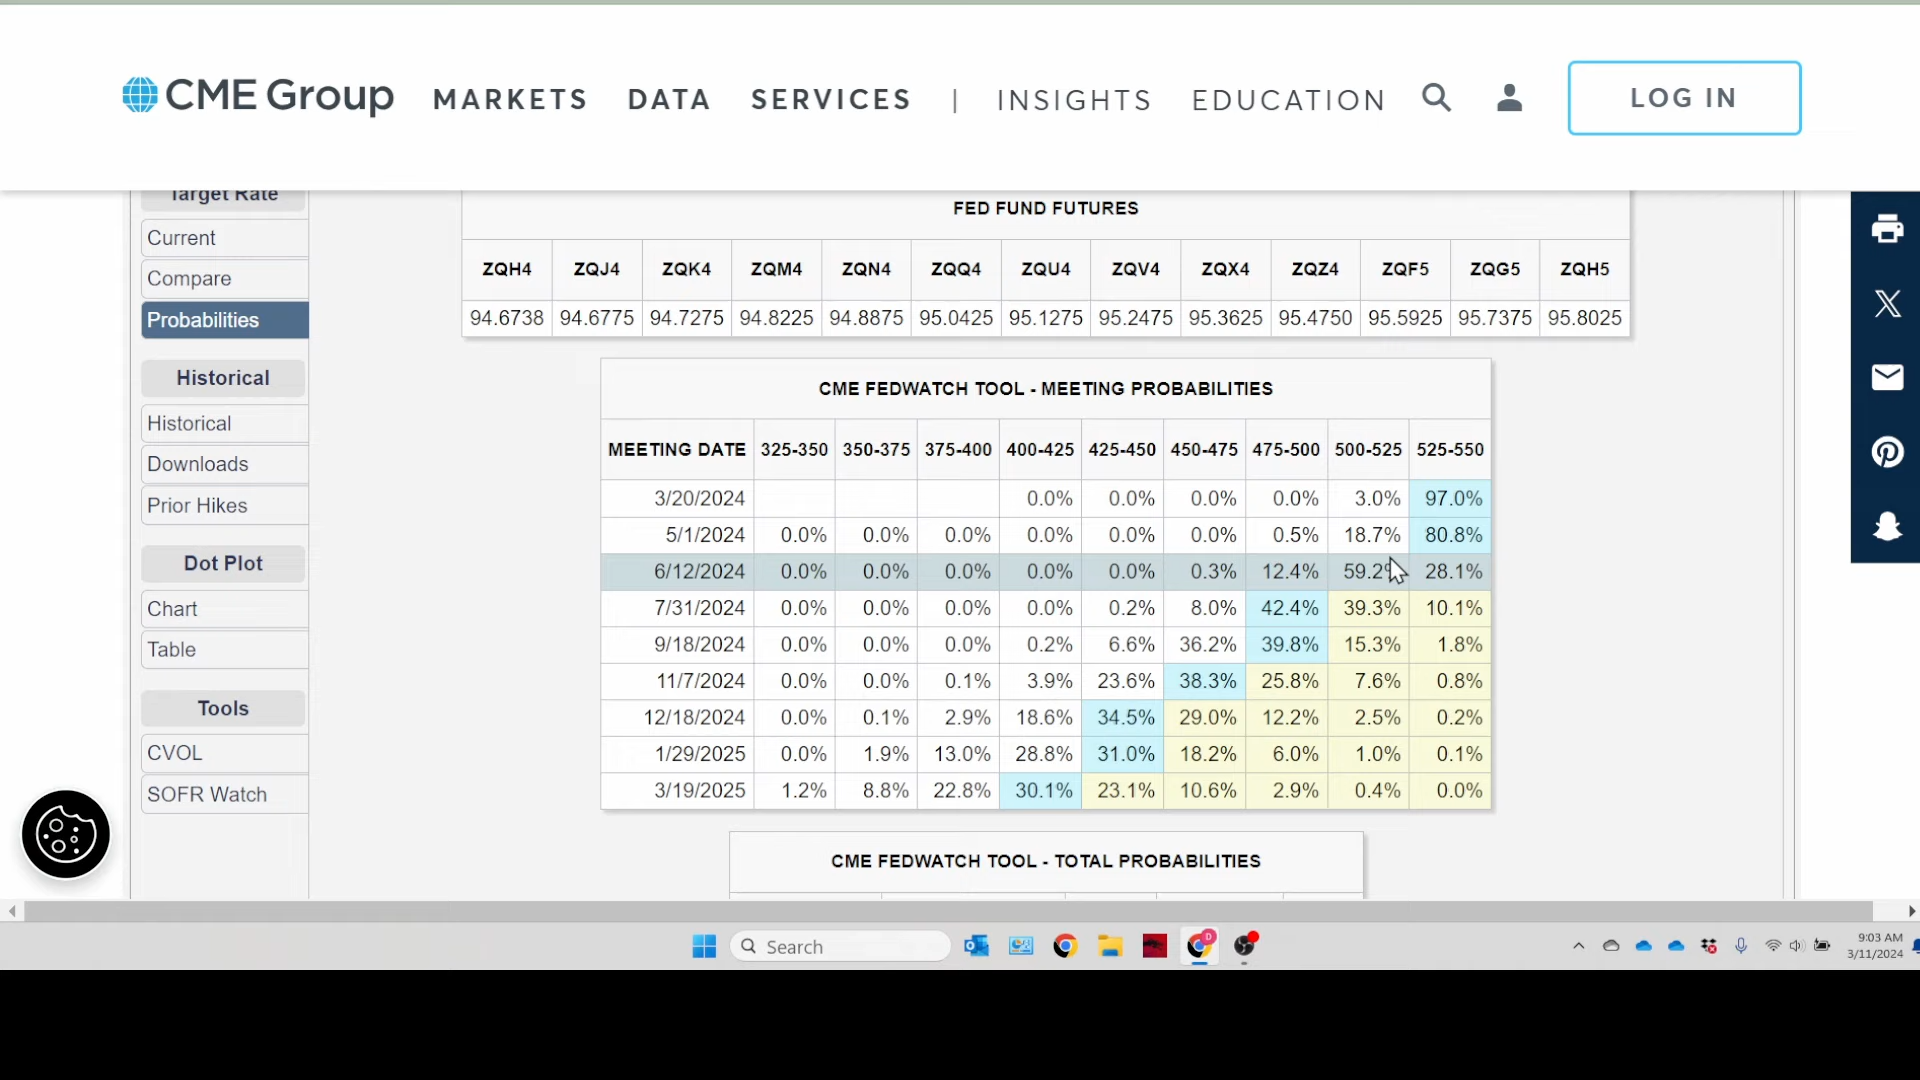 CME Group MARKETS DATA SERVICES | INSIGHTS EDUCATION LOG IN
Target Rate
Current
Compare
Probabilities
Historical
Historical
Downloads
Prior Hikes
Dot Plot
Chart
Table
Tools
CVOL
SOFR Watch
FED FUND FUTURES
ZQH4 ZQJ4 ZQK4 ZQM4 ZQN4 ZQQ4 ZQU4 ZQV4 ZQX4 ZQZ4 ZQF5 ZQG5 ZQH5
94.6738 94.6775 94.7275 94.8225 94.8875 95.0425 95.1275 95.2475 95.3625 95.4750 95.5925 95.7375 95.8025
CME FEDWATCH TOOL - MEETING PROBABILITIES
MEETING DATE 325-350 350-375 375-400 400-425 425-450 450-475 475-500 500-525 525-550
3/20/2024 0.0% 0.0% 0.0% 0.0% 3.0% 97.0%
5/1/2024 0.0% 0.0% 0.0% 0.0% 0.0% 0.0% 0.5% 18.7% 80.8%
6/12/2024 0.0% 0.0% 0.0% 0.0% 0.0% 0.3% 12.4% 59.2% 28.1%
7/31/2024 0.0% 0.0% 0.0% 0.0% 0.2% 8.0% 42.4% 39.3% 10.1%
9/18/2024 0.0% 0.0% 0.0% 0.2% 6.6% 36.2% 39.8% 15.3% 1.8%
11/7/2024 0.0% 0.0% 0.1% 3.9% 23.6% 38.3% 25.8% 7.6% 0.8%
12/18/2024 0.0% 0.1% 2.9% 18.6% 34.5% 29.0% 12.2% 2.5% 0.2%
1/29/2025 0.0% 1.9% 13.0% 28.8% 31.0% 18.2% 6.0% 1.0% 0.1%
3/19/2025 1.2% 8.8% 22.8% 30.1% 23.1% 10.6% 2.9% 0.4% 0.0%
CME FEDWATCH TOOL - TOTAL PROBABILITIES
Search
9:03 AM
3/11/2024